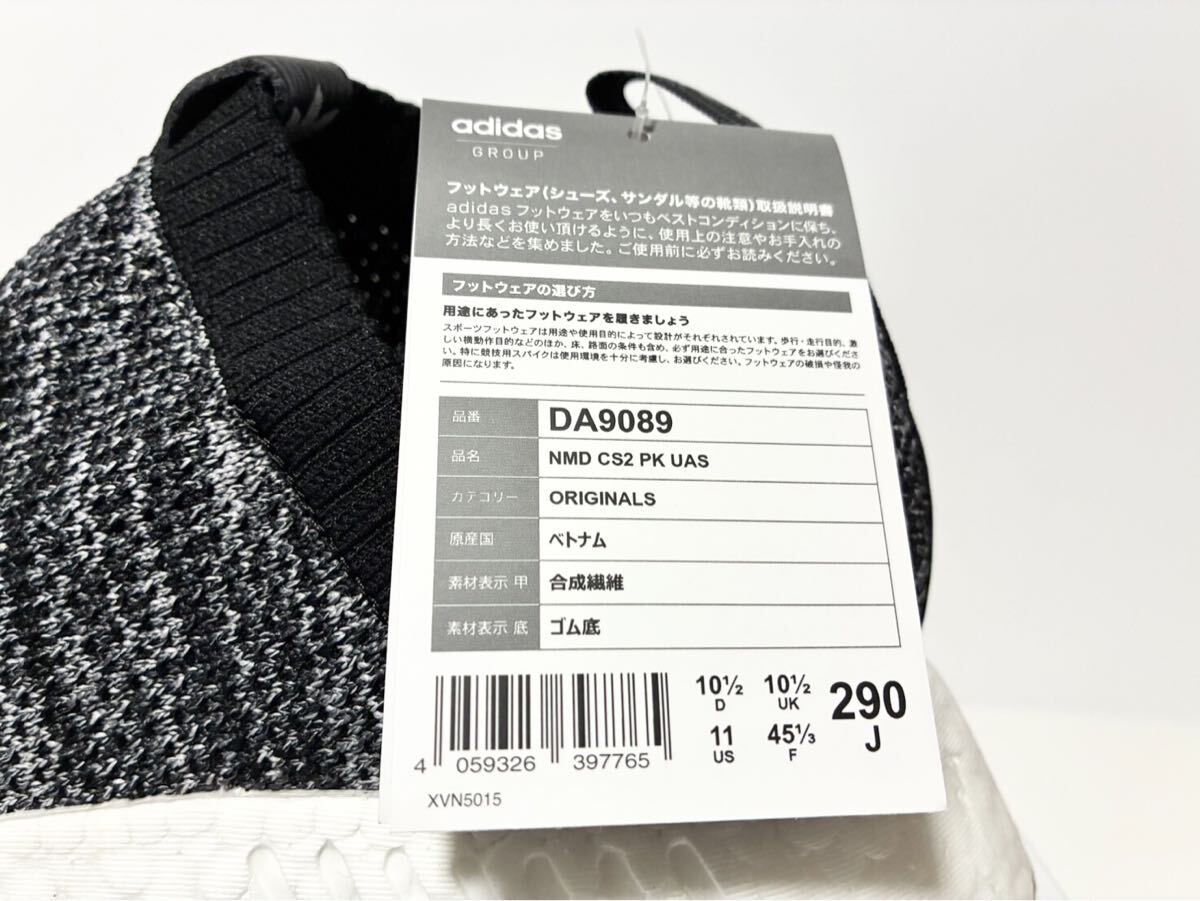 adidas
GROUP
フットウェア(シューズ、サンダル等の靴類)取扱説明書
adidas フットウェアをいつもベストコンディションに保ち、
より長くお使い頂けるように、使用上の注意やお手入れの
方法などを集めました。ご使用前に必ずお読みください。
フットウェアの選び方
用途にあったフットウェアを履きましょう
スポーツフットウェアは用途や使用目的によって設計がそれぞれされています。歩行・走行目的、激
しい横動作目的などのほか、床、路面の条件も含め、必ず用途に合ったフットウェアをお選びくださ
い。特に競技用スパイクは使用環境を十分に考慮し、お選びください。フットウェアの破損や怪我の
原因になります。
品番 DA9089
品名 NMD CS2 PK UAS
カテゴリー ORIGINALS
原産国 ベトナム
素材表示 甲 合成繊維
素材表示 底 ゴム底
10½ D 10½ UK 290 J
11 US 45⅓ F
4 059326 397765
XVN5015